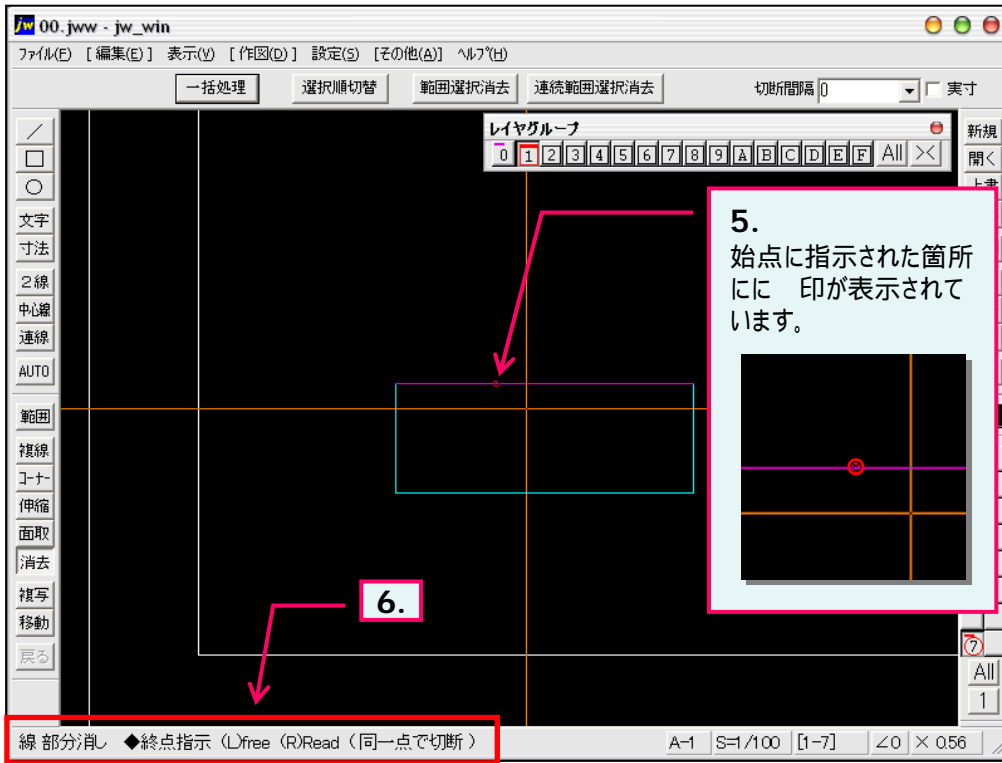 jw 00.jww - jw_win
ファイル(F) [編集(E)] 表示(V) [作図(D)] 設定(S) [その他(A)] ヘルプ(H)
一括処理 選択順切替 範囲選択消去 連続範囲選択消去 切断間隔 0 実寸
レイヤグループ
0 1 2 3 4 5 6 7 8 9 A B C D E F All ><
新規
開く
上書
／
□
○
文字
寸法
2線
中心線
連線
AUTO
範囲
複線
コーナー
伸縮
面取
消去
複写
移動
戻る
5.
始点に指示された箇所
にに　印が表示されて
います。
6.
7
All
1
線 部分消し ◆終点指示 (L)free (R)Read (同一点で切断) A-1 S=1/100 [1-7] ∠0 × 0.56